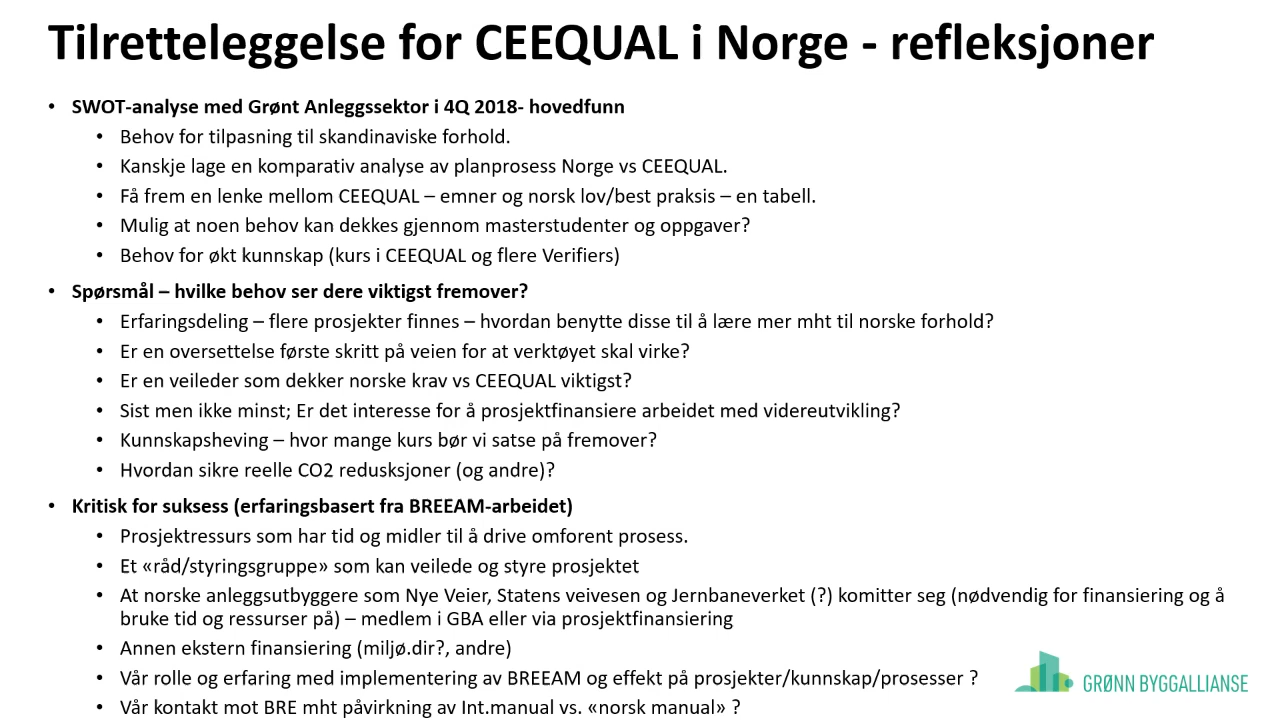 Tilretteleggelse for CEEQUAL i Norge - refleksjoner
• SWOT-analyse med Grønt Anleggssektor i 4Q 2018- hovedfunn
• Behov for tilpasning til skandinaviske forhold.
• Kanskje lage en komparativ analyse av planprosess Norge vs CEEQUAL.
• Få frem en lenke mellom CEEQUAL – emner og norsk lov/best praksis – en tabell.
• Mulig at noen behov kan dekkes gjennom masterstudenter og oppgaver?
• Behov for økt kunnskap (kurs i CEEQUAL og flere Verifiers)
• Spørsmål – hvilke behov ser dere viktigst fremover?
• Erfaringsdeling – flere prosjekter finnes – hvordan benytte disse til å lære mer mht til norske forhold?
• Er en oversettelse første skritt på veien for at verktøyet skal virke?
• Er en veileder som dekker norske krav vs CEEQUAL viktigst?
• Sist men ikke minst; Er det interesse for å prosjektfinansiere arbeidet med videreutvikling?
• Kunnskapsheving – hvor mange kurs bør vi satse på fremover?
• Hvordan sikre reelle CO2 redusksjoner (og andre)?
• Kritisk for suksess (erfaringsbasert fra BREEAM-arbeidet)
• Prosjektressurs som har tid og midler til å drive omforent prosess.
• Et «råd/styringsgruppe» som kan veilede og styre prosjektet
• At norske anleggsutbyggere som Nye Veier, Statens veivesen og Jernbaneverket (?) komitter seg (nødvendig for finansiering og å
bruke tid og ressurser på) – medlem i GBA eller via prosjektfinansiering
• Annen ekstern finansiering (miljø.dir?, andre)
• Vår rolle og erfaring med implementering av BREEAM og effekt på prosjekter/kunnskap/prosesser ?
• Vår kontakt mot BRE mht påvirkning av Int.manual vs. «norsk manual» ?
GRØNN BYGGALLIANSE